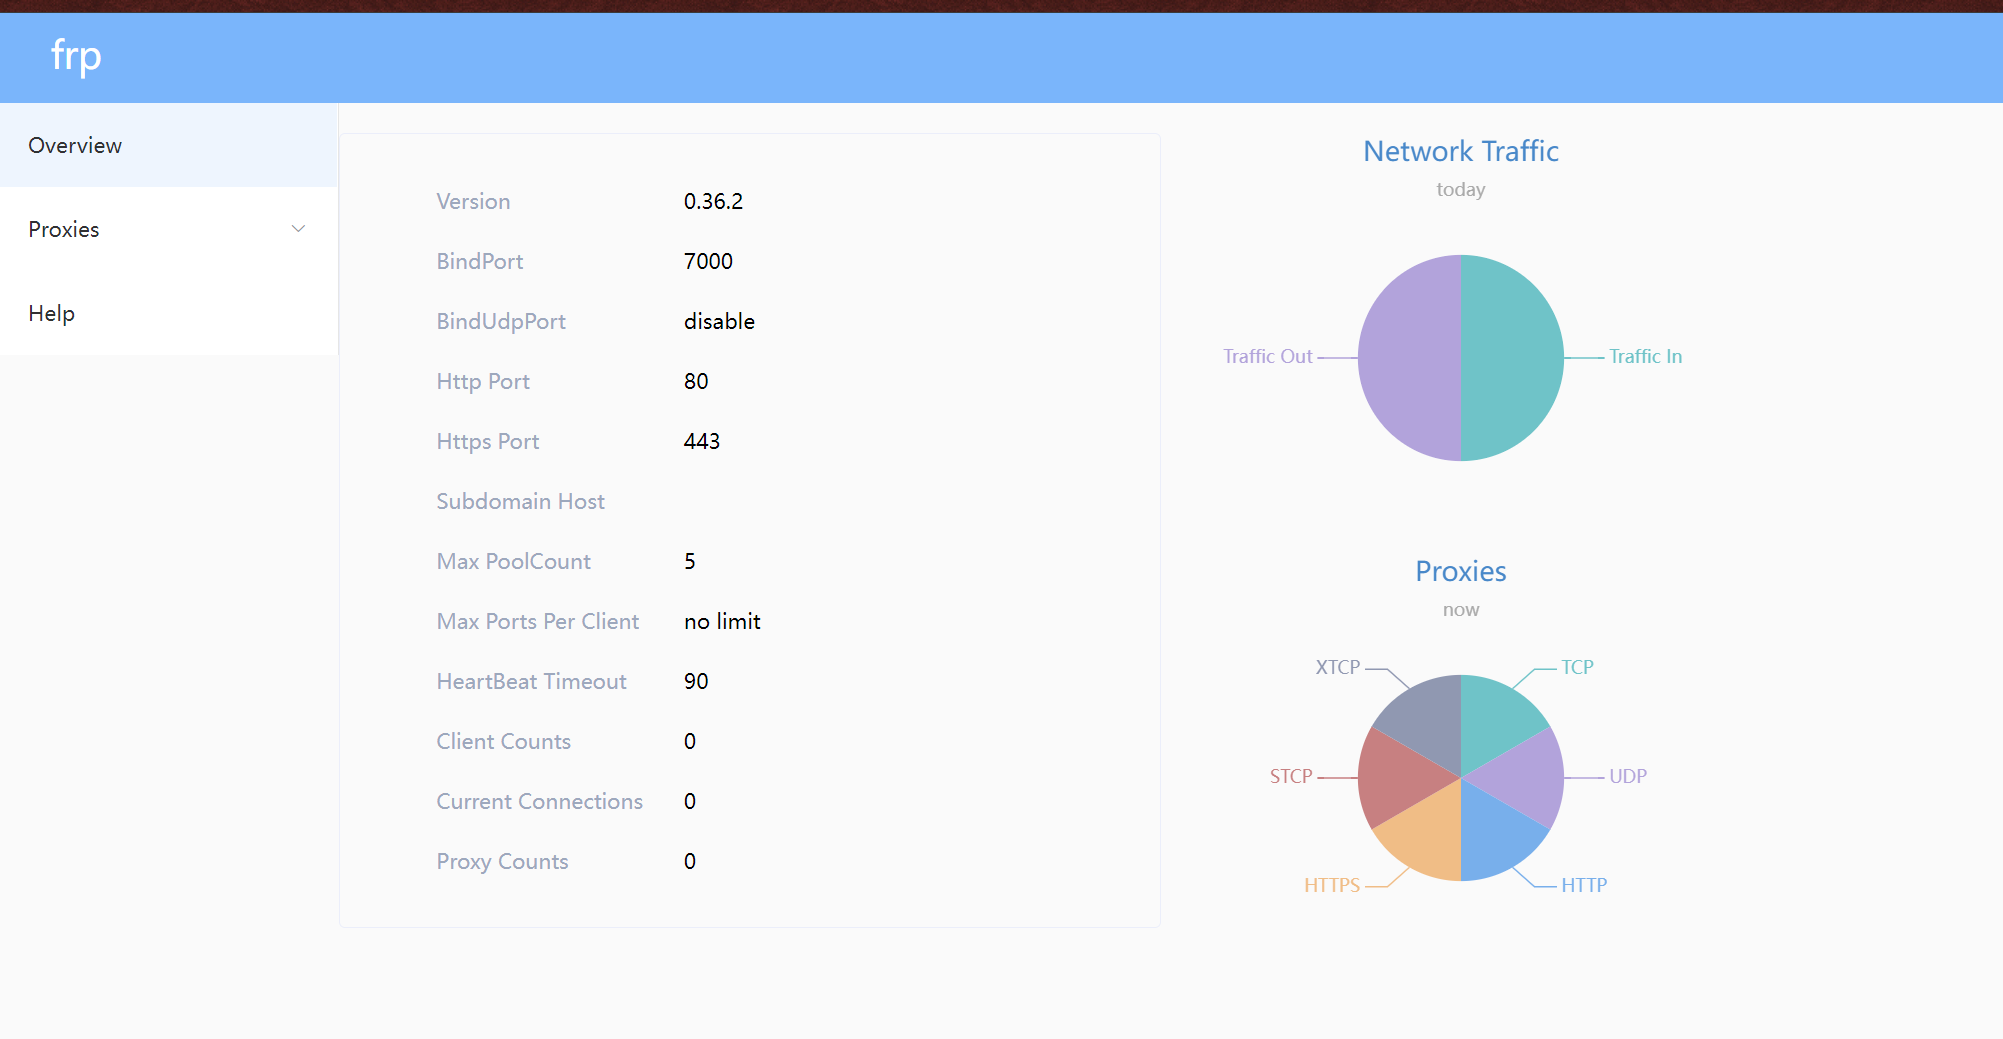 frp
Overview
Proxies
Help
Version 0.36.2
BindPort 7000
BindUdpPort disable
Http Port 80
Https Port 443
Subdomain Host
Max PoolCount 5
Max Ports Per Client no limit
HeartBeat Timeout 90
Client Counts 0
Current Connections 0
Proxy Counts 0
Network Traffic
today
Traffic Out Traffic In
Proxies
now
XTCP TCP
STCP UDP
HTTPS HTTP